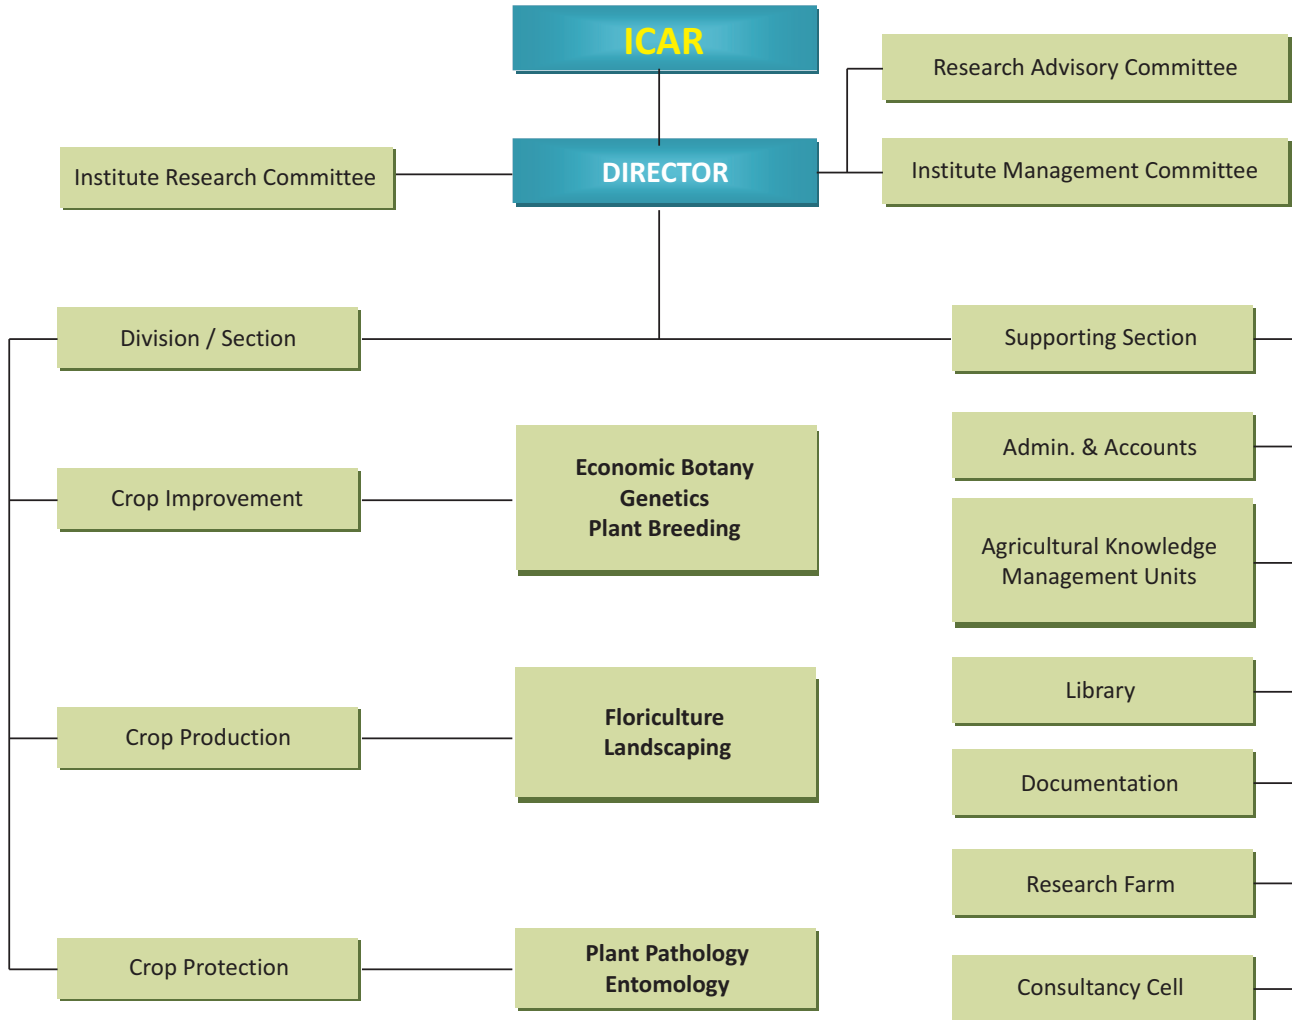 ICAR
Research Advisory Committee
Institute Research Committee
DIRECTOR
Institute Management Committee
Division / Section
Supporting Section
Crop Improvement
Economic Botany
Genetics
Plant Breeding
Admin. & Accounts
Agricultural Knowledge
Management Units
Crop Production
Floriculture
Landscaping
Library
Documentation
Research Farm
Crop Protection
Plant Pathology
Entomology
Consultancy Cell